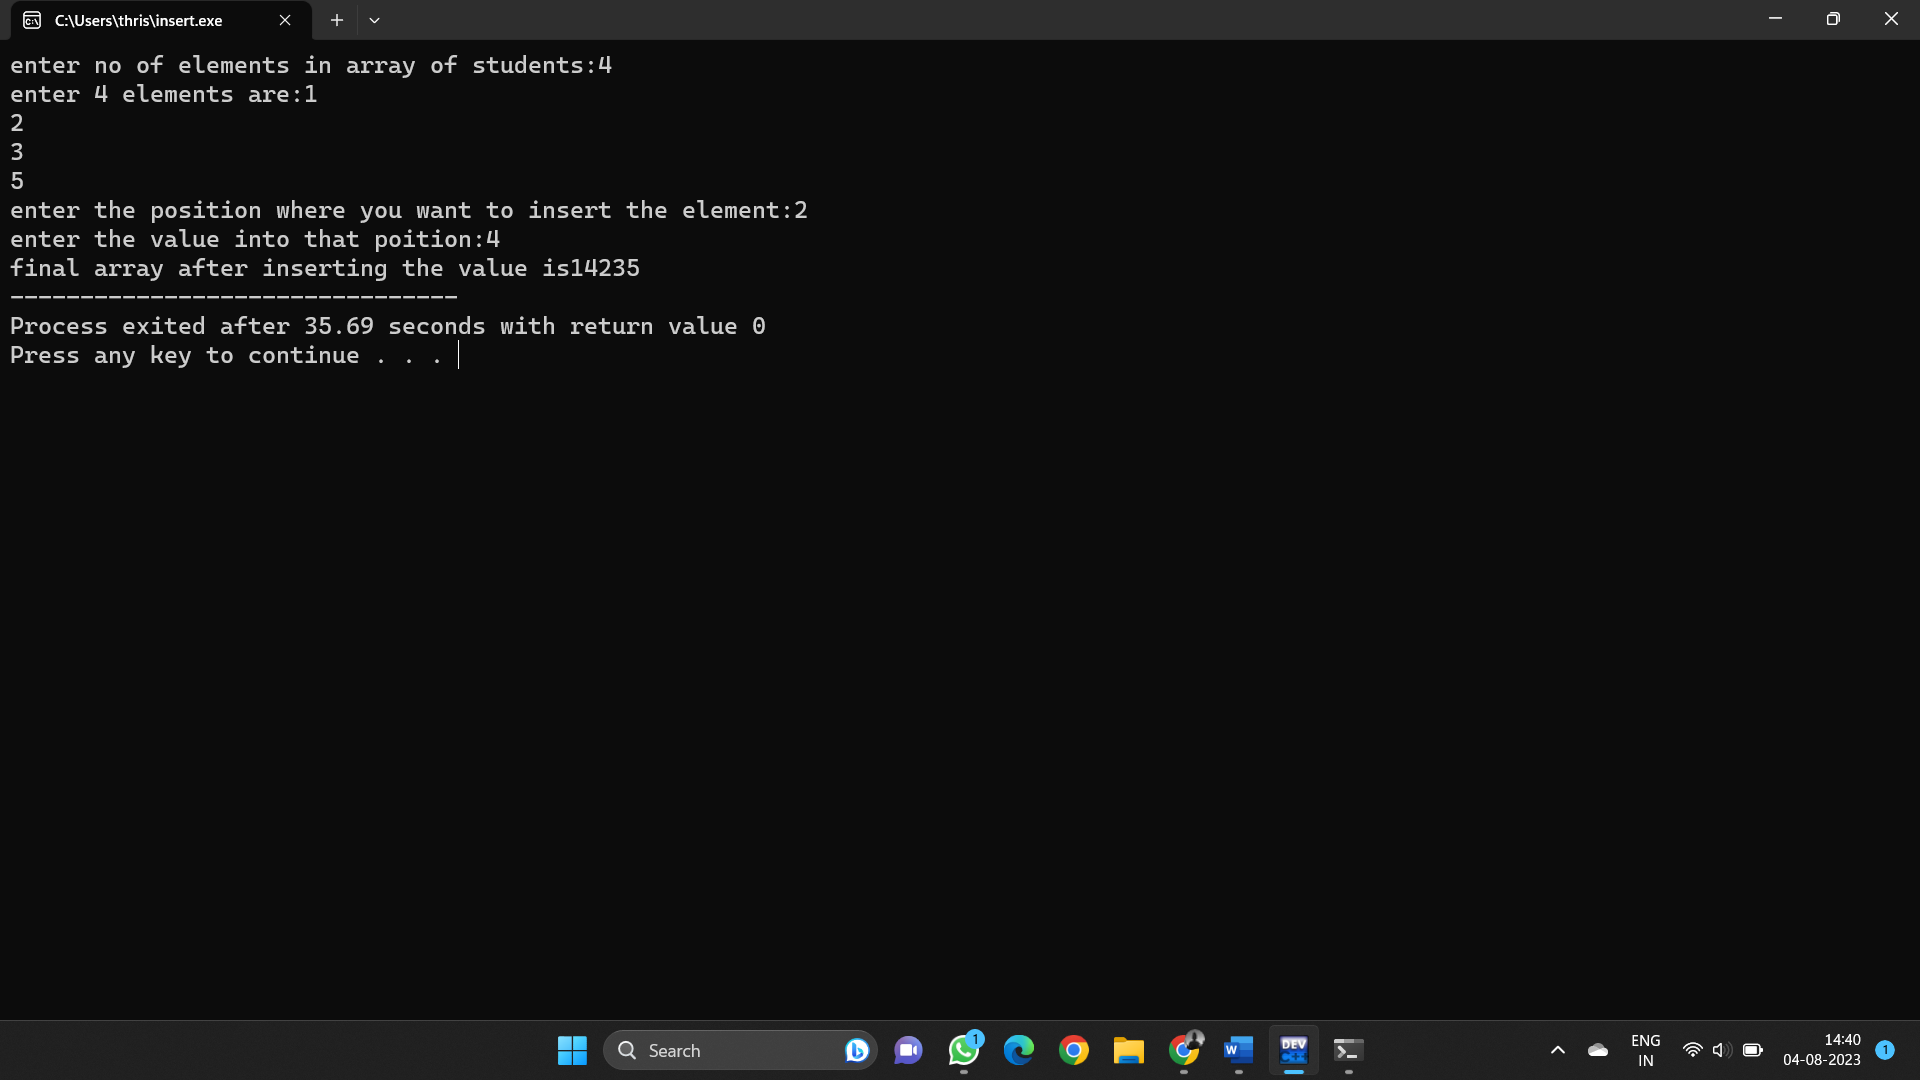 C:\Users\thris\insert.exe
enter no of elements in array of students:4
enter 4 elements are:1
2
3
5
enter the position where you want to insert the element:2
enter the value into that poition:4
final array after inserting the value is14235
--------------------------------
Process exited after 35.69 seconds with return value 0
Press any key to continue . . .
Search
1
W
DEV
C++
ENG
IN
14:40
04-08-2023
1